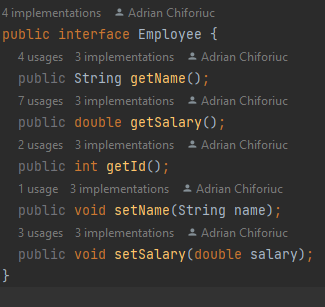 4 implementations Adrian Chiforiuc
public interface Employee {
4 usages 3 implementations Adrian Chiforiuc
public String getName();
7 usages 3 implementations Adrian Chiforiuc
public double getSalary();
2 usages 3 implementations Adrian Chiforiuc
public int getId();
1 usage 3 implementations Adrian Chiforiuc
public void setName(String name);
3 usages 3 implementations Adrian Chiforiuc
public void setSalary(double salary);
}